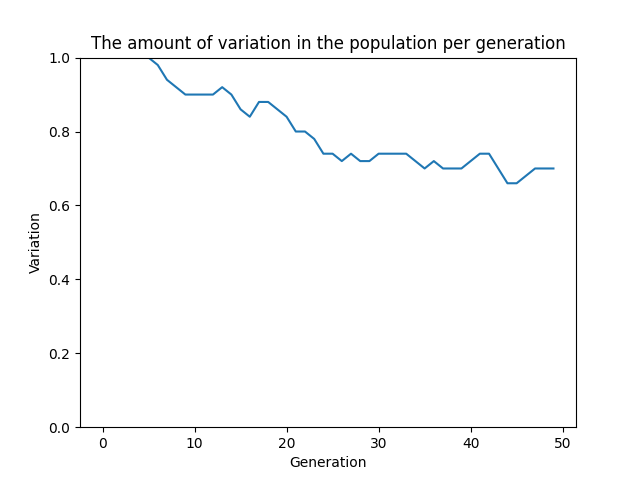 The amount of variation in the population per generation
1.0
0.8
0.6
0.4
0.2
0.0
Variation
0 10 20 30 40 50
Generation